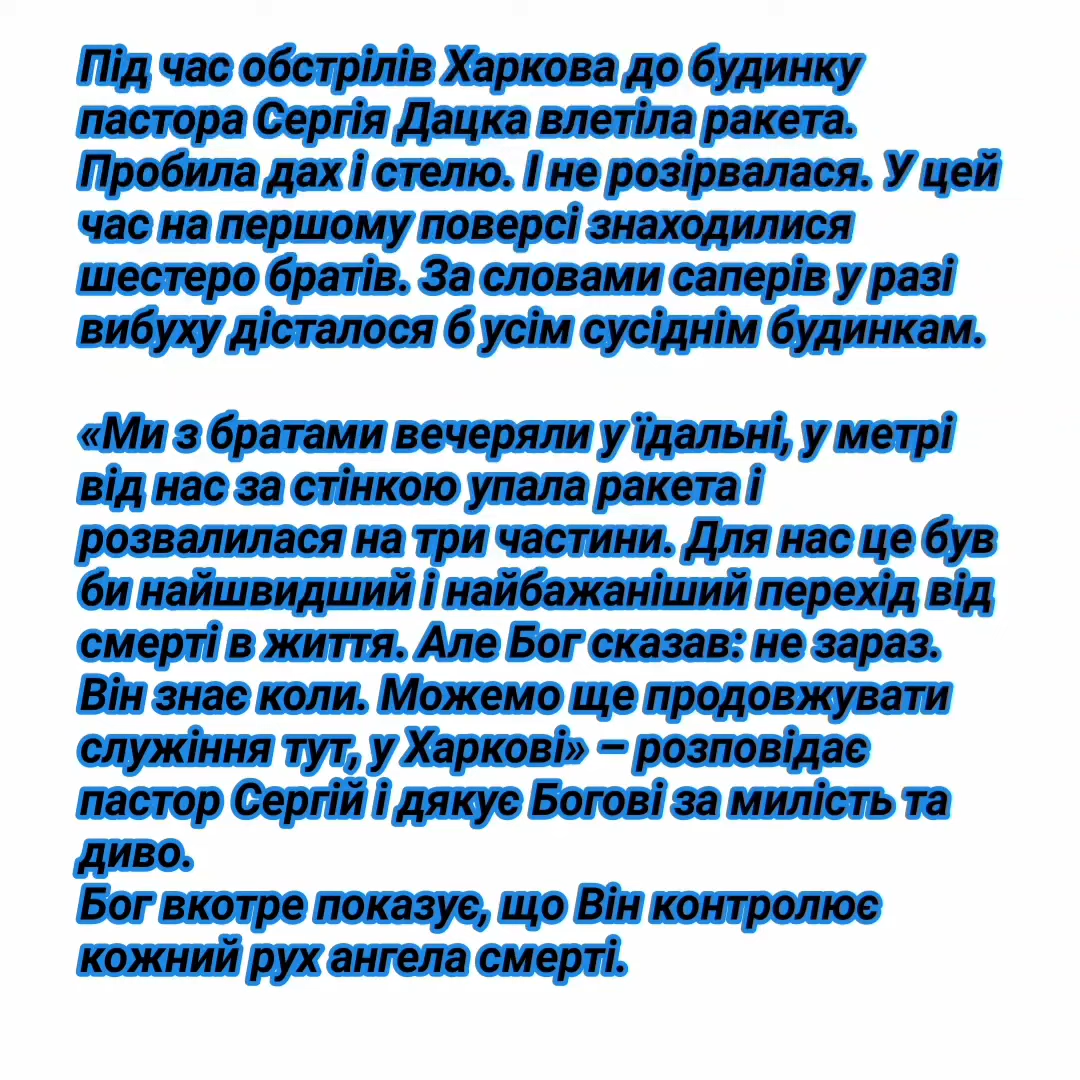 Під час обстрілів Харкова до будинку
пастора Сергія Дацка влетіла ракета.
Пробила дах і стелю. І не розірвалася. У цей
час на першому поверсі знаходилися
шестеро братів. За словами саперів у разі
вибуху дісталося б усім сусіднім будинкам.
«Ми з братами вечеряли у їдальні, у метрі
від нас за стінкою упала ракета і
розвалилася на три частини. Для нас це був
би найшвидший і найбажаніший перехід від
смерті в життя. Але Бог сказав: не зараз.
Він знає коли. Можемо ще продовжувати
служіння тут, у Харкові» – розповідає
пастор Сергій і дякує Богові за милість та
диво.
Бог вкотре показує, що Він контролює
кожний рух ангела смерті.